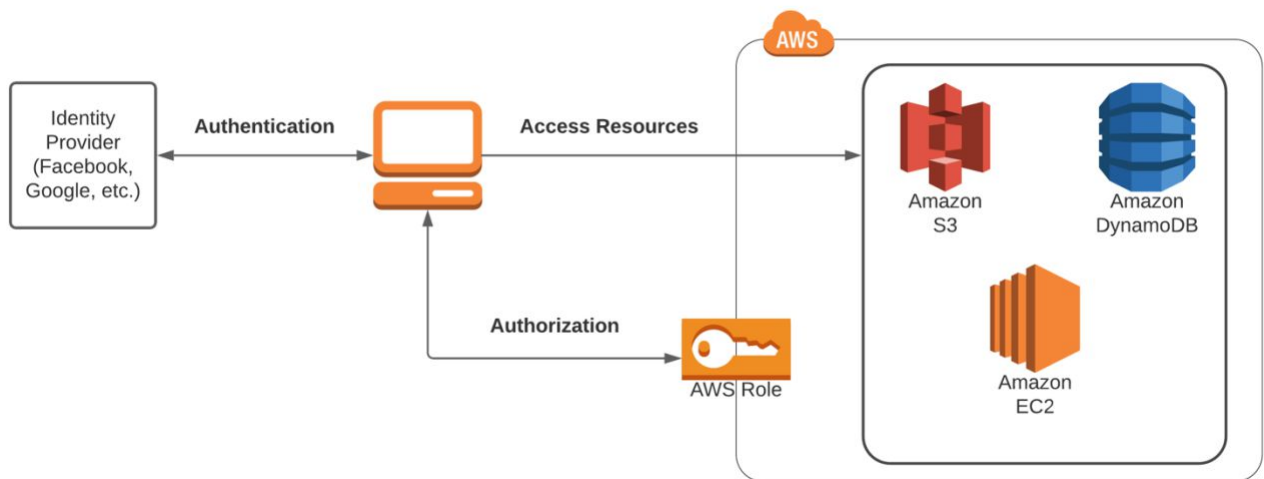 AWS
Identity
Provider
(Facebook,
Google, etc.)
Authentication
Access Resources
Amazon
S3
Amazon
DynamoDB
Authorization
AWS Role
Amazon
EC2